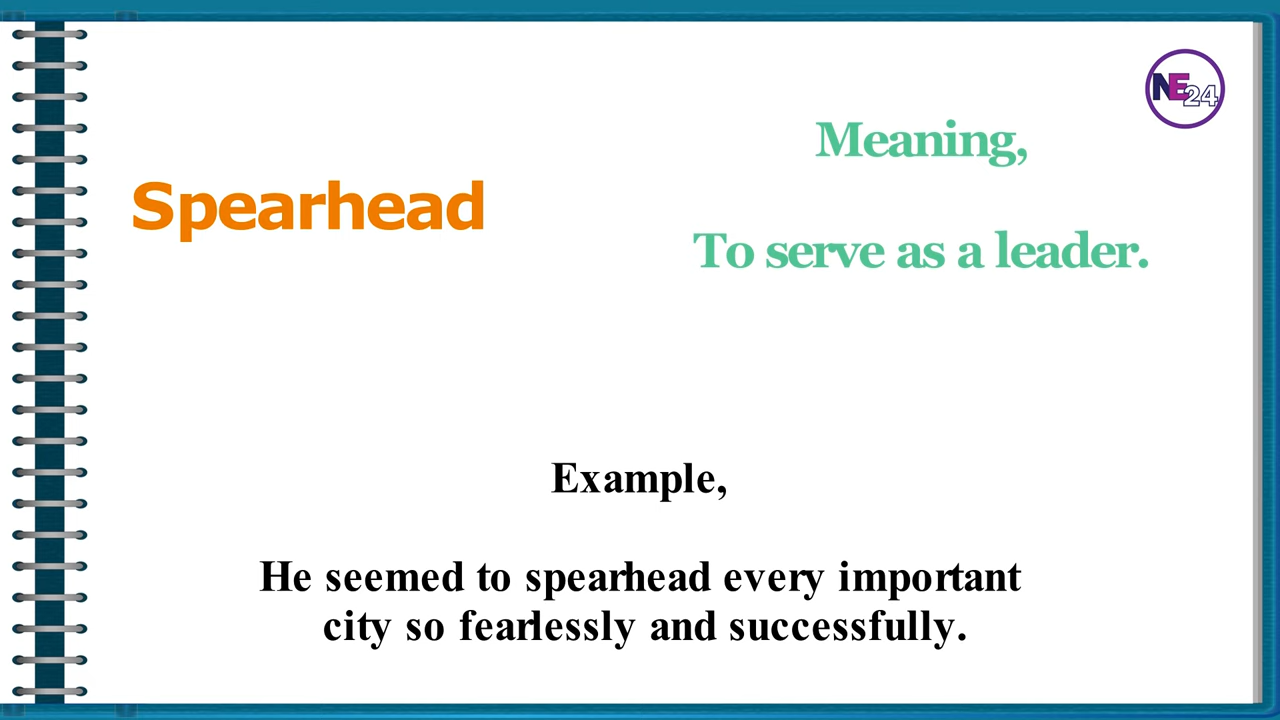 NE24
Meaning,
Spearhead
To serve as a leader.
Example,
He seemed to spearhead every important
city so fearlessly and successfully.